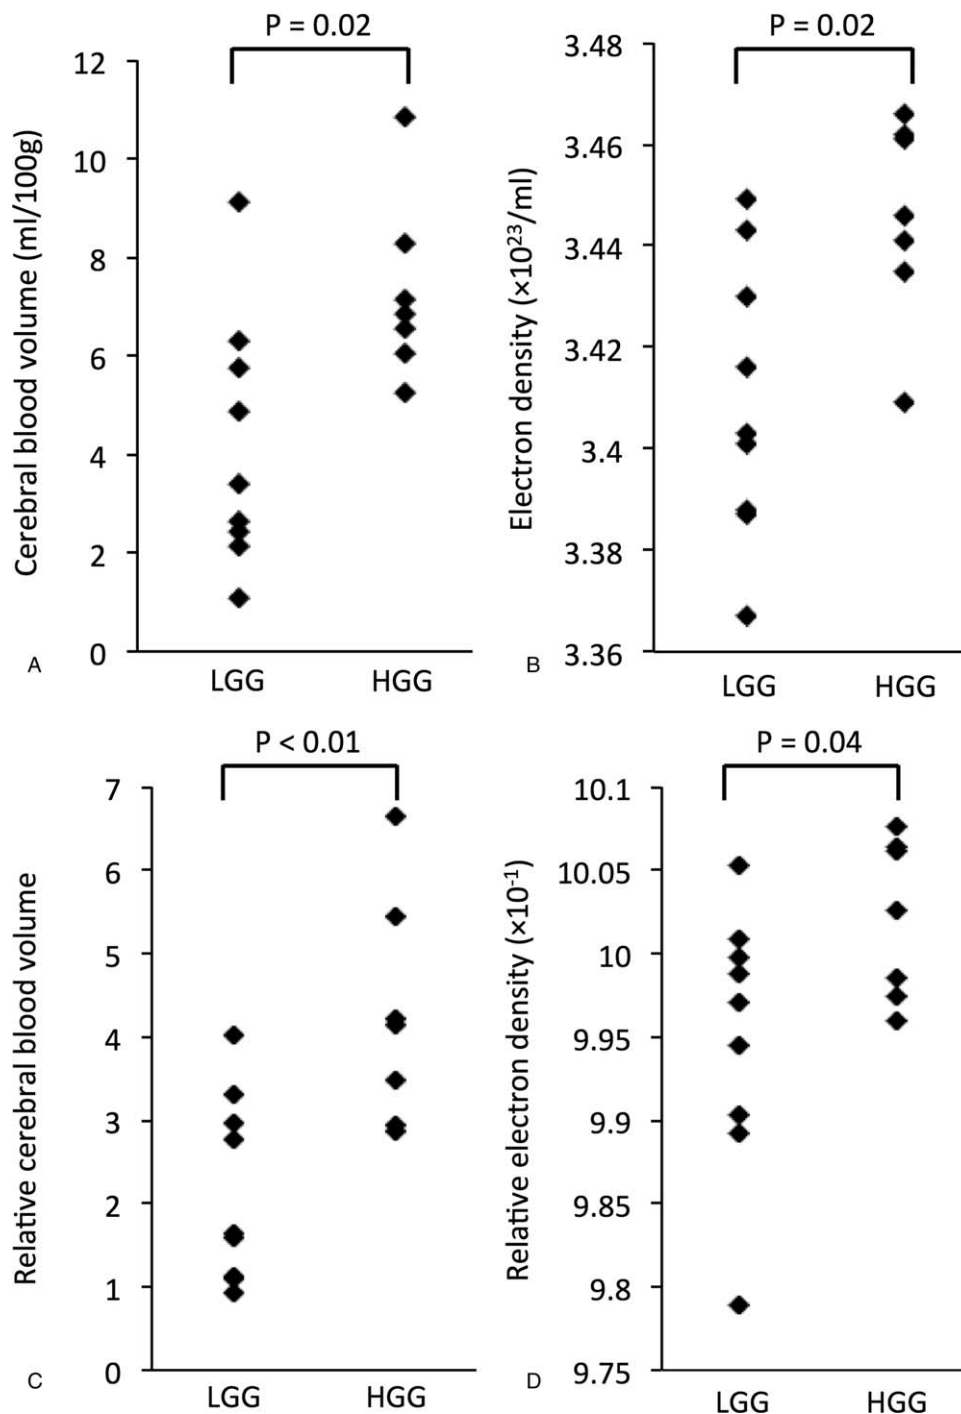 P = 0.02
Cerebral blood volume (ml/100g)
12
10
8
6
4
2
0
LGG HGG
A
P = 0.02
Electron density (×10²³/ml)
3.48
3.46
3.44
3.42
3.4
3.38
3.36
LGG HGG
B
P < 0.01
Relative cerebral blood volume
7
6
5
4
3
2
1
0
LGG HGG
C
P = 0.04
Relative electron density (×10⁻¹)
10.1
10.05
10
9.95
9.9
9.85
9.8
9.75
LGG HGG
D